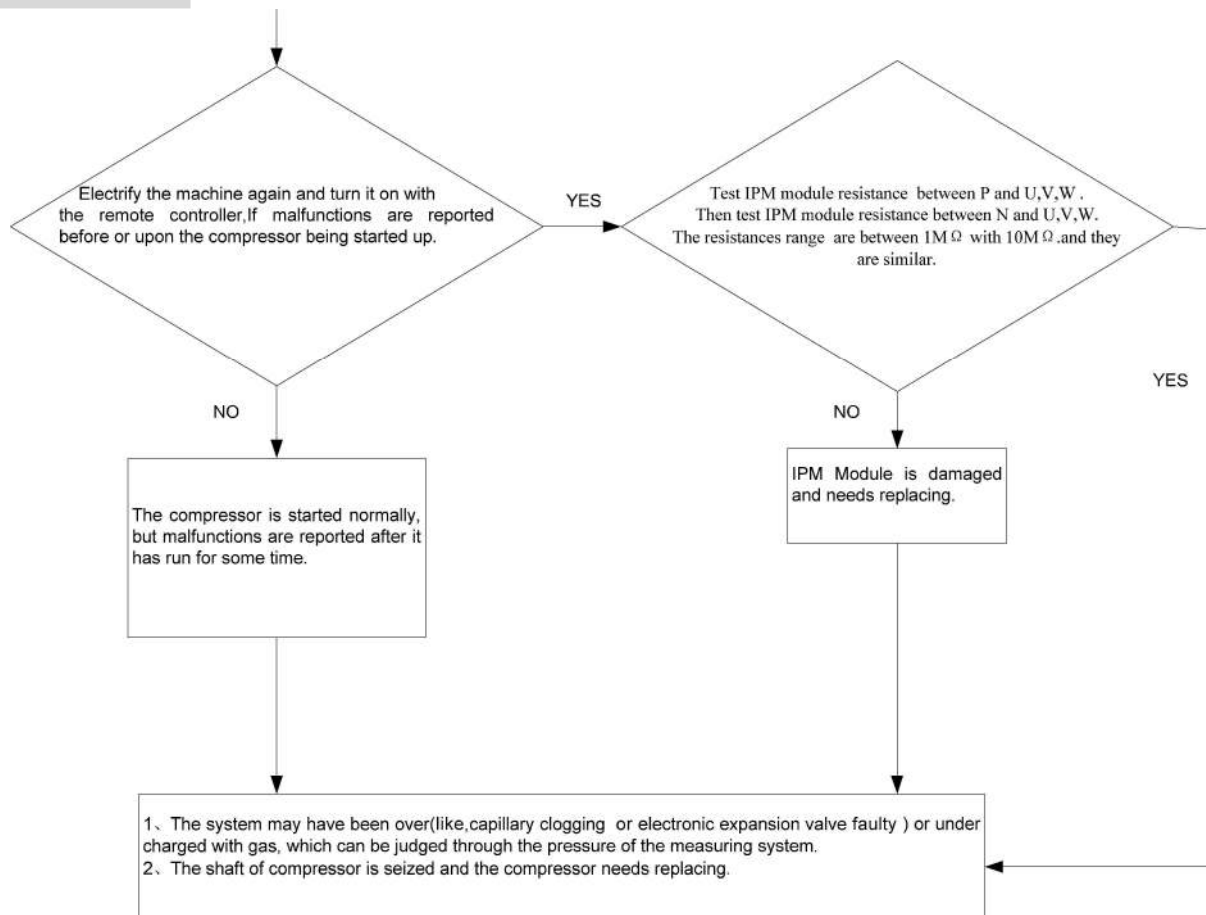 Electrify the machine again and turn it on with
the remote controller,If malfunctions are reported
before or upon the compressor being started up.
YES
Test IPM module resistance between P and U,V,W .
Then test IPM module resistance between N and U,V,W.
The resistances range are between 1MΩ with 10MΩ.and they
are similar.
YES
NO
NO
The compressor is started normally,
but malfunctions are reported after it
has run for some time.
IPM Module is damaged
and needs replacing.
1、The system may have been over(like,capillary clogging or electronic expansion valve faulty ) or under
charged with gas, which can be judged through the pressure of the measuring system.
2、The shaft of compressor is seized and the compressor needs replacing.